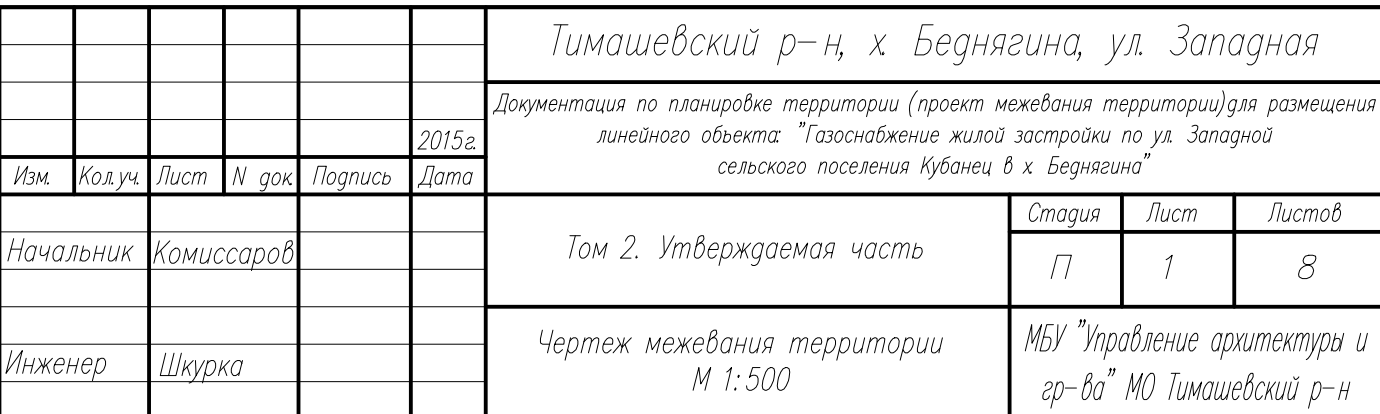 Тимашевский р-н, х. Беднягина, ул. Западная
Документация по планировке территории (проект межевания территории)для размещения
линейного объекта: "Газоснабжение жилой застройки по ул. Западной
сельского поселения Кубанец в х. Беднягина"
2015г.
Изм. Кол.уч. Лист N док. Подпись Дата
Том 2. Утверждаемая часть
Стадия Лист Листов
П 1 8
Начальник Комиссаров
Инженер Шкурка
Чертеж межевания территории
М 1:500
МБУ "Управление архитектуры и
гр-ва" МО Тимашевский р-н